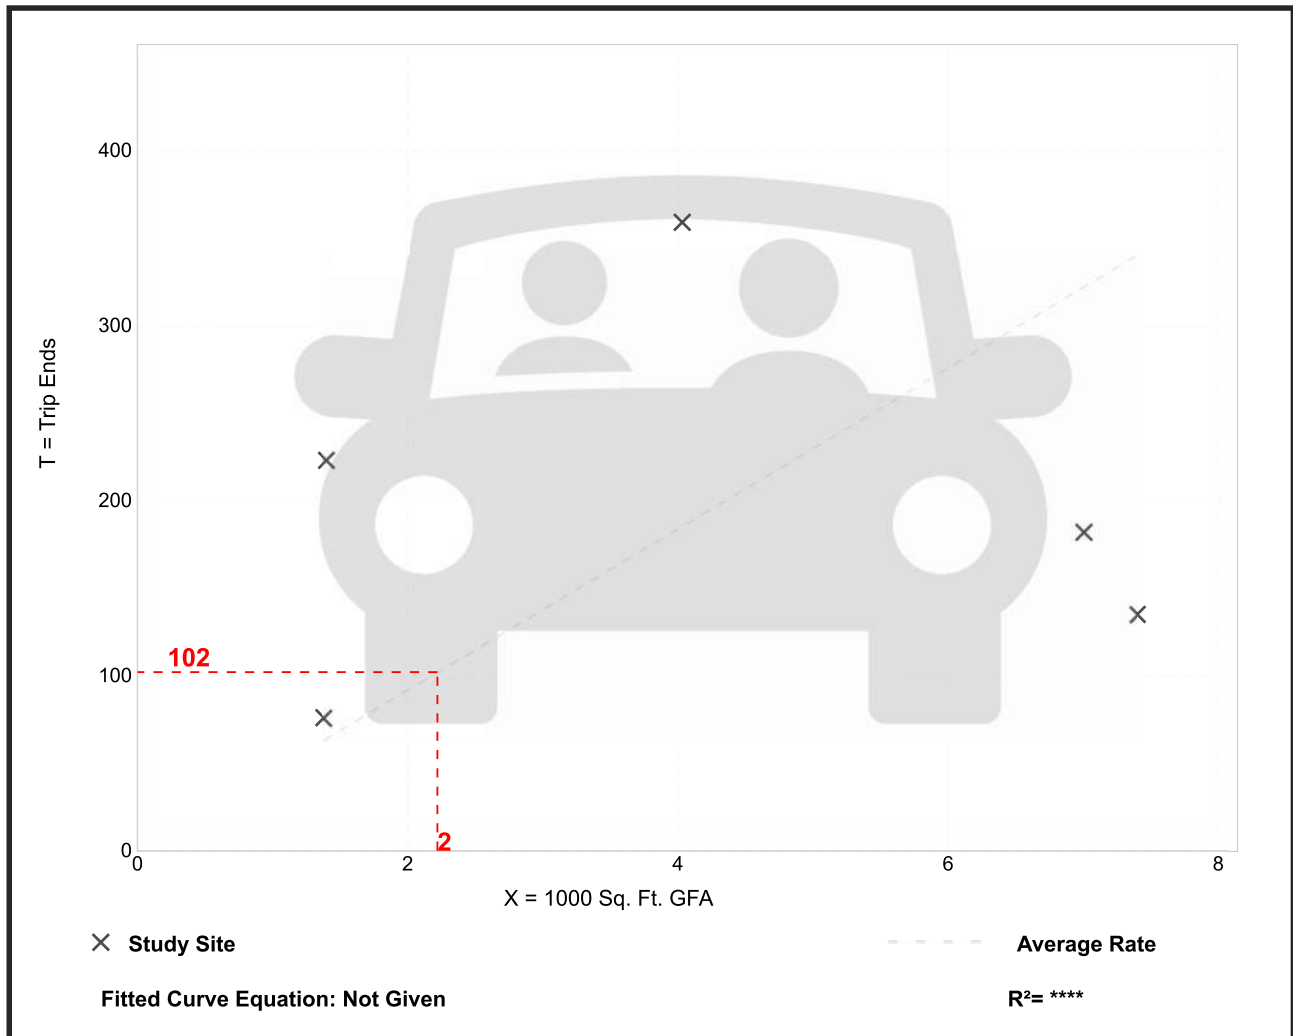 400
300
T = Trip Ends
200
102
100
2
0
0 2 4 6 8
X = 1000 Sq. Ft. GFA
Study Site Average Rate
Fitted Curve Equation: Not Given R²= ****